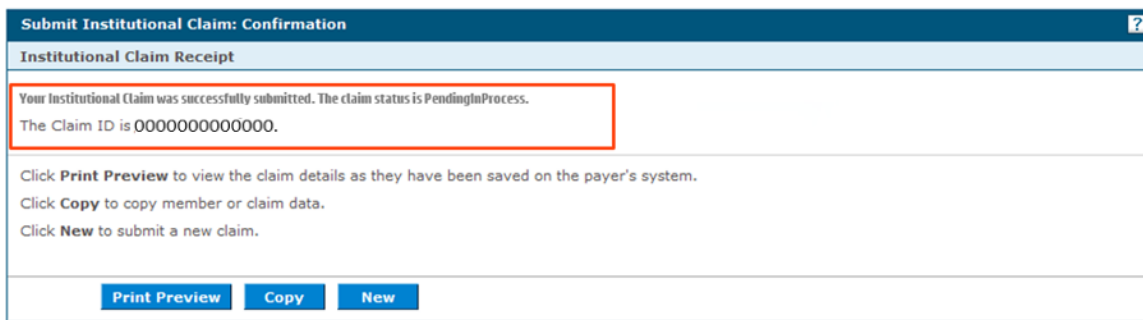 Submit Institutional Claim: Confirmation
?
Institutional Claim Receipt
Your Institutional Claim was successfully submitted. The claim status is PendingInProcess.
The Claim ID is 0000000000000.
Click Print Preview to view the claim details as they have been saved on the payer's system.
Click Copy to copy member or claim data.
Click New to submit a new claim.
Print Preview Copy New